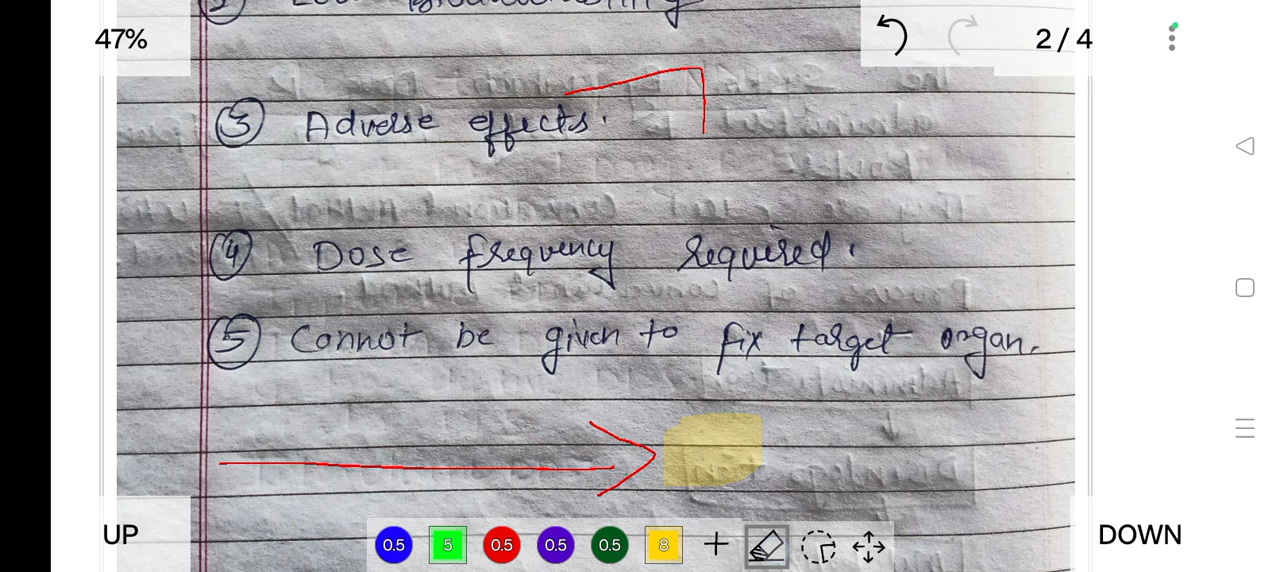 47%
2 / 4
③ Adverse effects.
④ Dose frequency required.
⑤ Cannot be given to fix target organ.
UP
0.5 5 0.5 0.5 0.5 8 +
DOWN